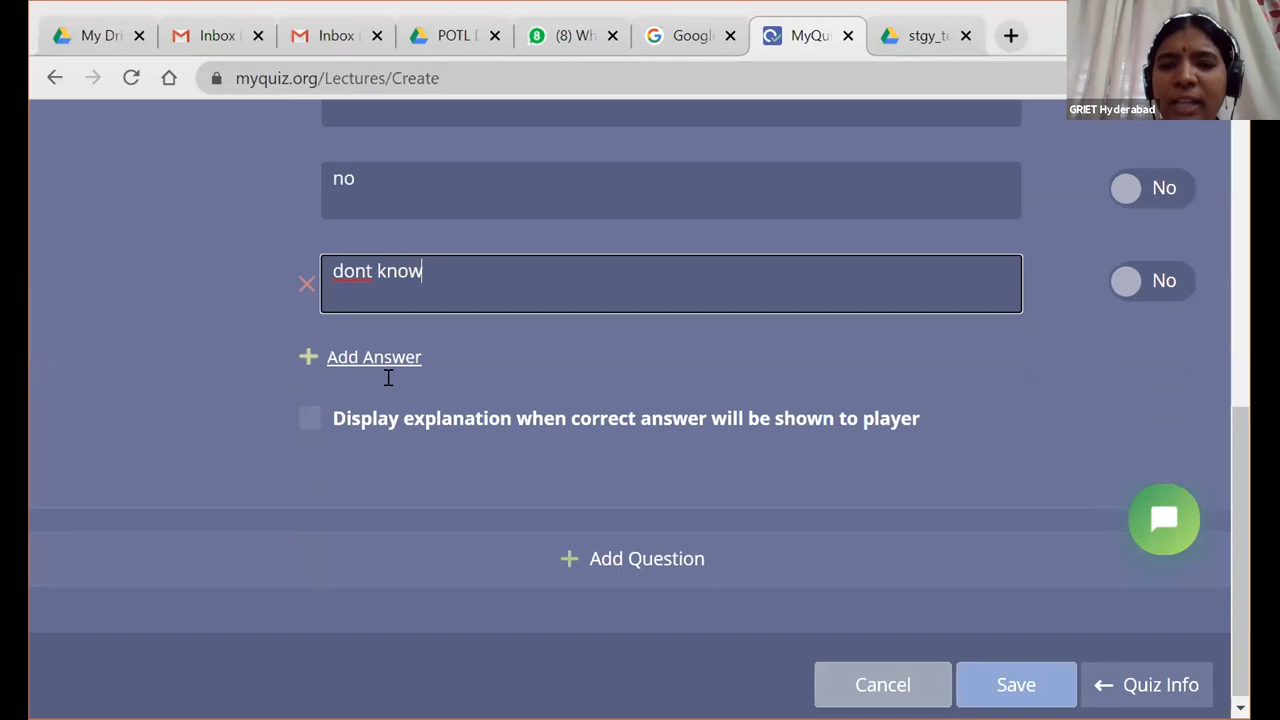 My Dri
Inbox
Inbox
POTL D
(8) Wh
Googl
MyQui
stgy_te
myquiz.org/Lectures/Create
GRIET Hyderabad
no
No
dont know
No
Add Answer
Display explanation when correct answer will be shown to player
Add Question
Cancel
Save
Quiz Info